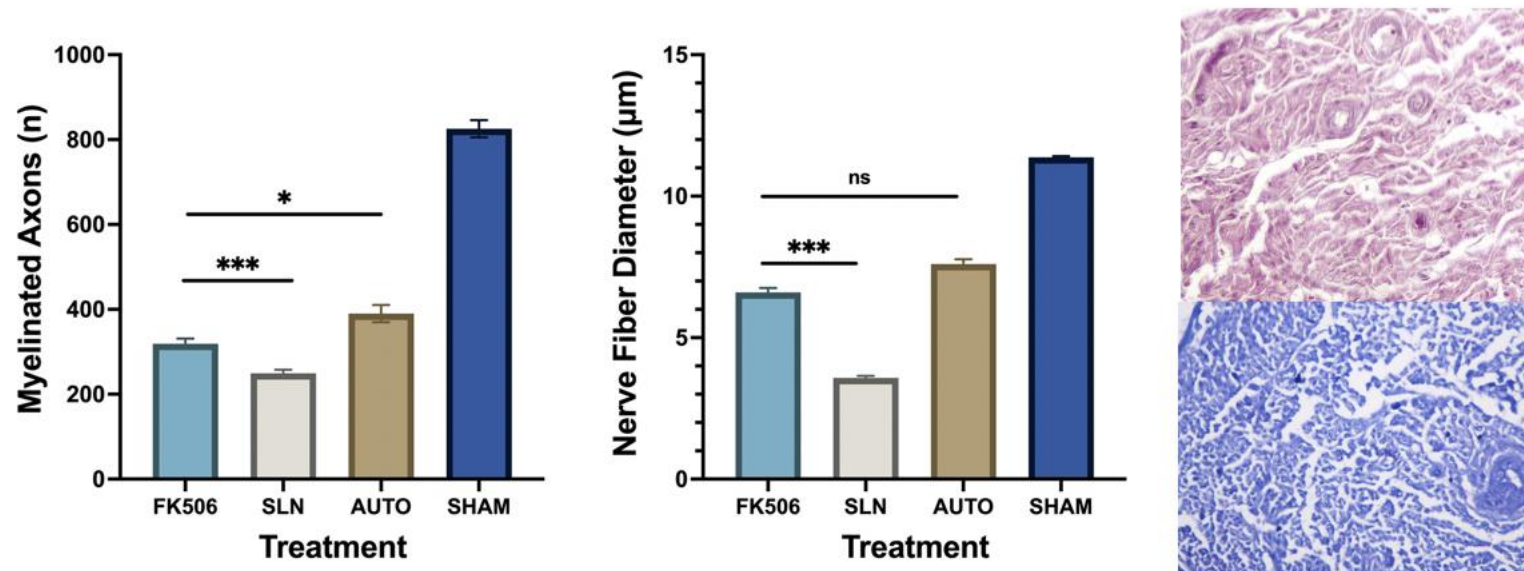 Myelinated Axons (n)
1000
800
600
400
200
0
*
***
FK506 SLN AUTO SHAM
Treatment
Nerve Fiber Diameter (μm)
15
10
5
0
ns
***
FK506 SLN AUTO SHAM
Treatment